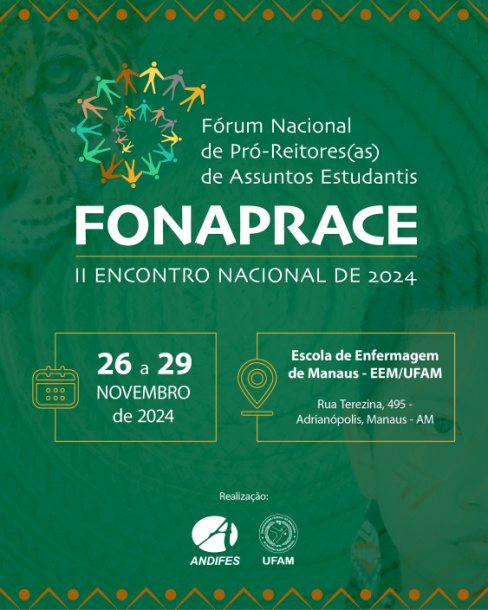 Fórum Nacional
de Pró-Reitores(as)
de Assuntos Estudantis
FONAPRACE
II ENCONTRO NACIONAL DE 2024
26 a 29
NOVEMBRO
de 2024
Escola de Enfermagem
de Manaus - EEM/UFAM
Rua Terezina, 495 -
Adrianópolis, Manaus - AM
Realização:
ANDIFES
UFAM